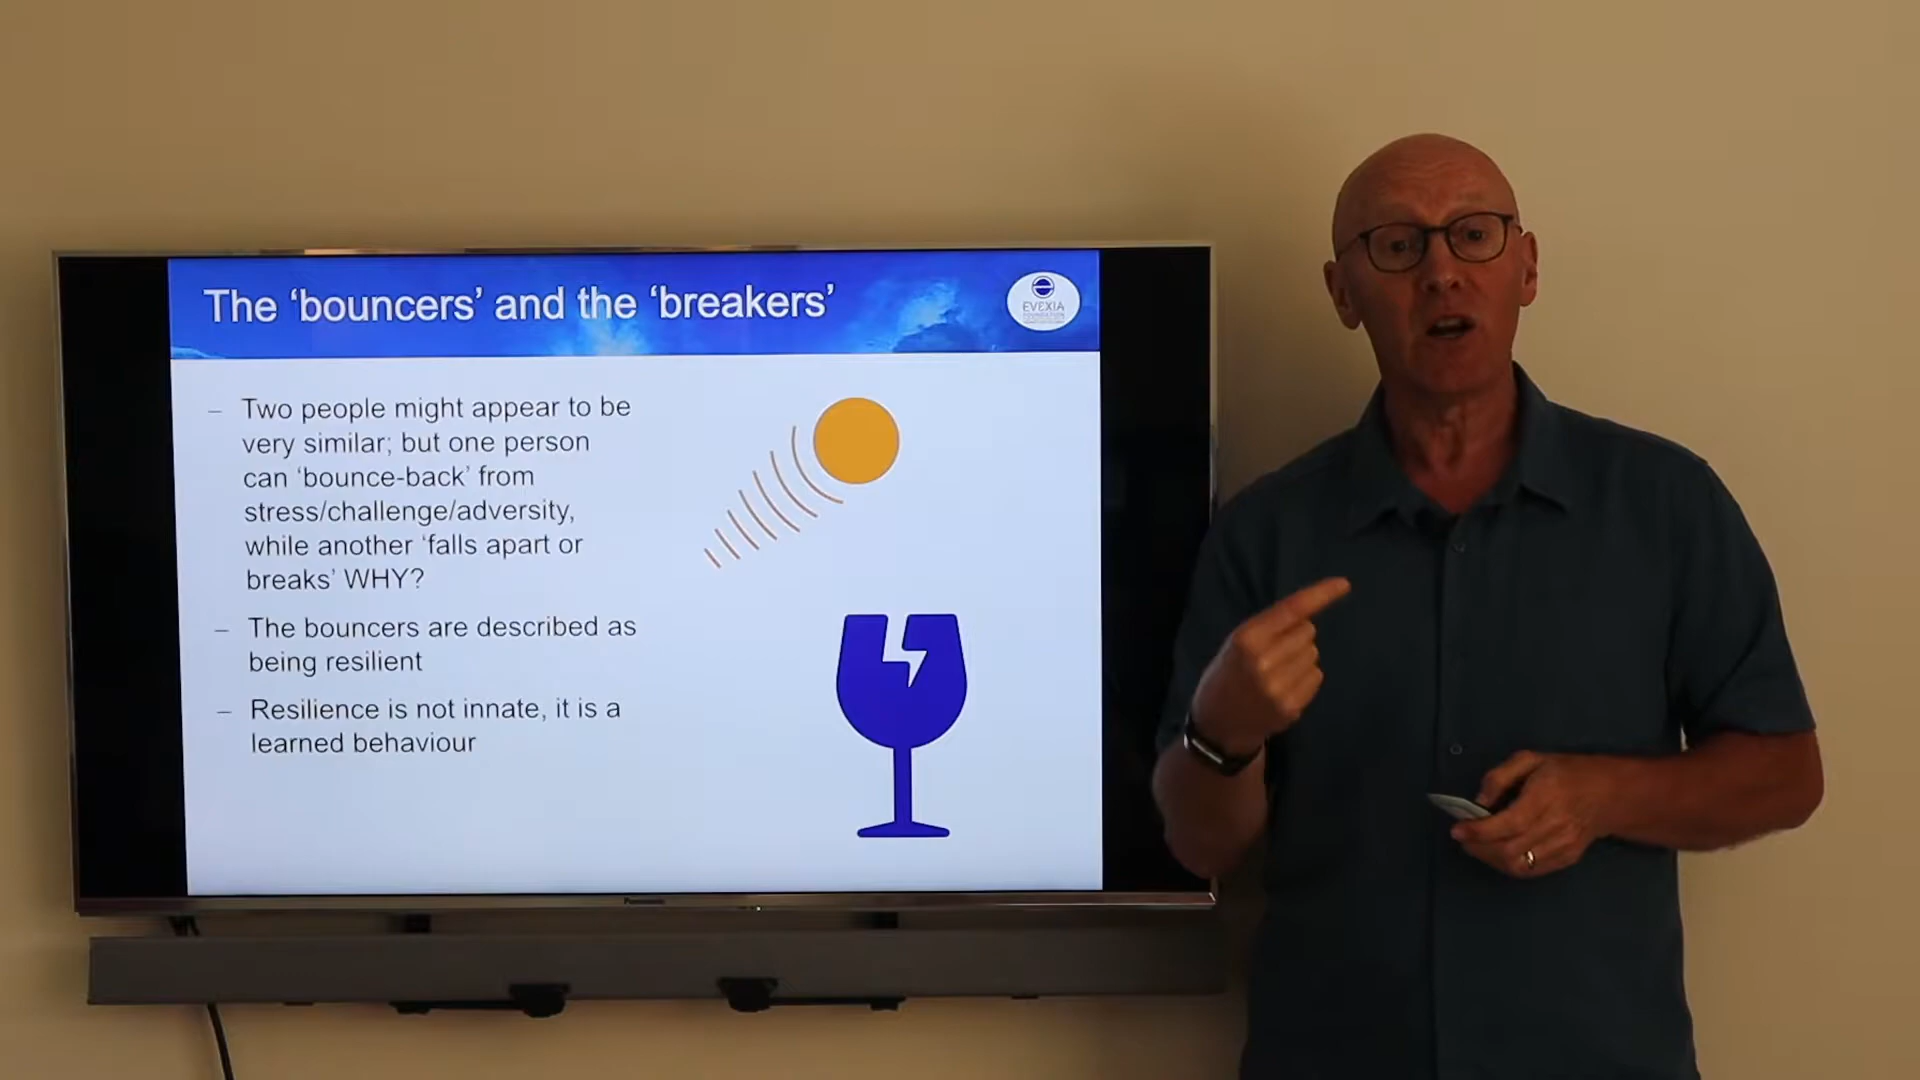 The ‘bouncers’ and the ‘breakers’
EVEXIA
FOUNDATION
– Two people might appear to be
very similar; but one person
can ‘bounce-back’ from
stress/challenge/adversity,
while another ‘falls apart or
breaks’ WHY?
– The bouncers are described as
being resilient
– Resilience is not innate, it is a
learned behaviour
Panasonic